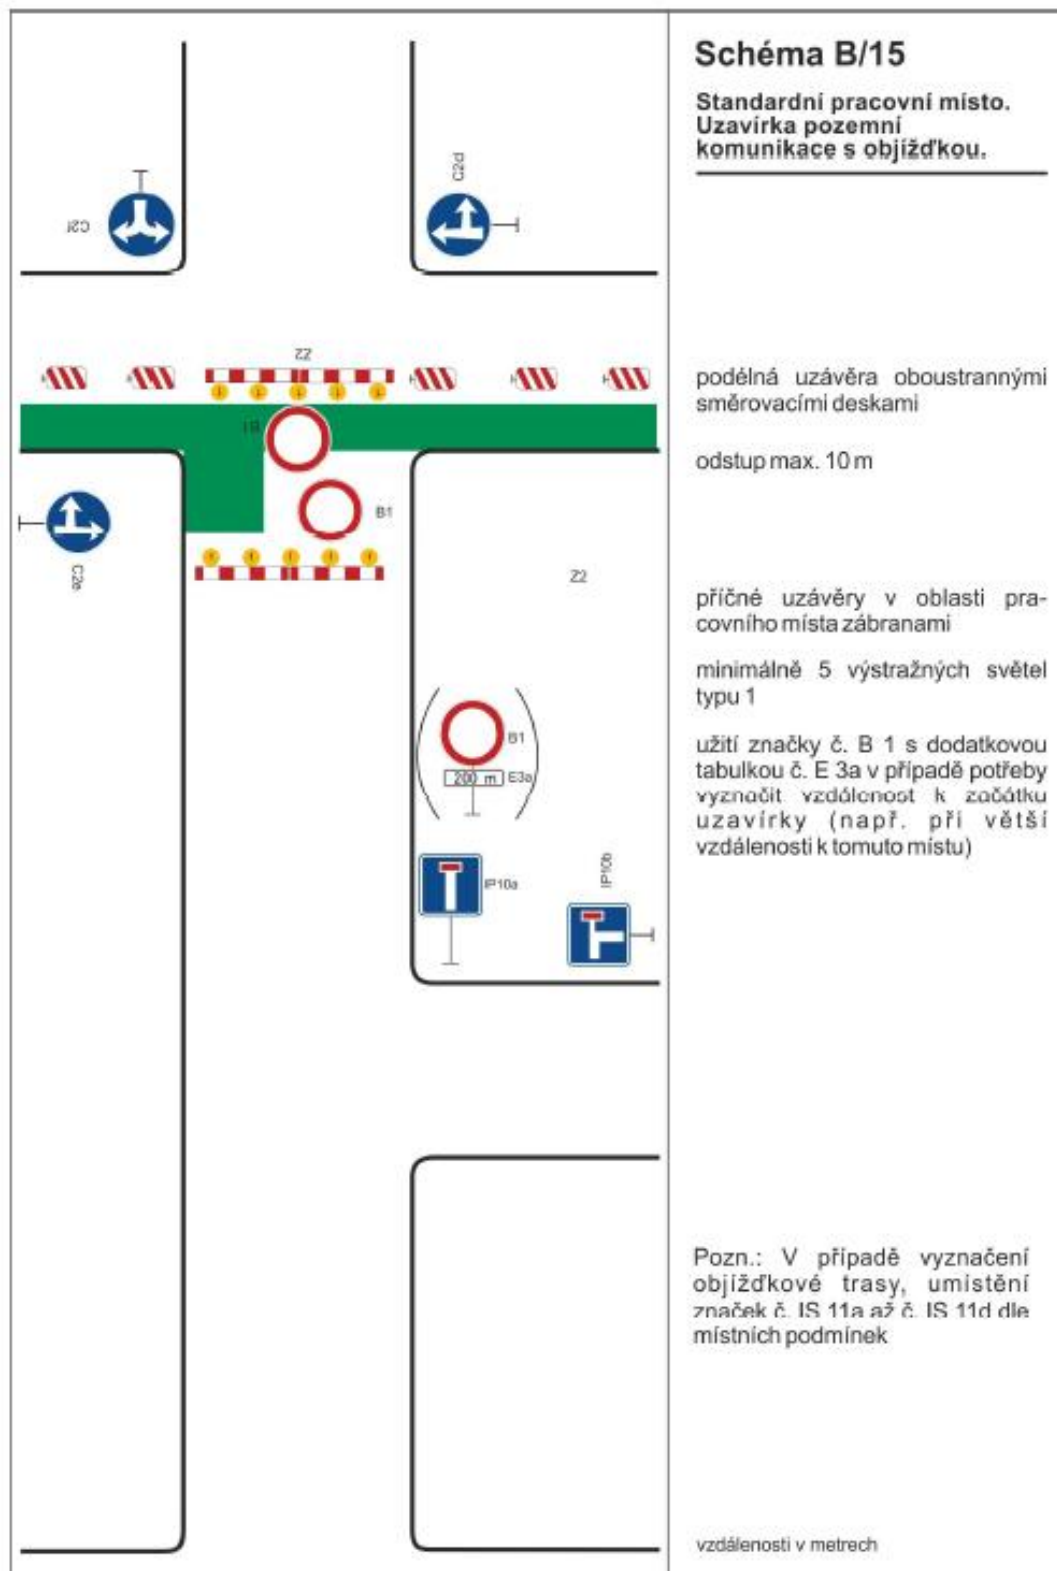 Schéma B/15
Standardní pracovní místo.
Uzavírka pozemní
komunikace s objížďkou.
C2f
C2d
Z2
podélná uzávěra oboustrannými
směrovacími deskami
B1
odstup max. 10 m
B1
C2e
Z2
příčné uzávěry v oblasti pra-
covního místa zábranami
minimálně 5 výstražných světel
typu 1
B1
200 m E3a
užití značky č. B 1 s dodatkovou
tabulkou č. E 3a v případě potřeby
vyznačit vzdálenost k začátku
uzavírky (např. při větší
vzdálenosti k tomuto místu)
IP10a
IP10b
Pozn.: V případě vyznačení
objížďkové trasy, umistění
značek č. IS 11a až č. IS 11d dle
místních podmínek
vzdálenosti v metrech